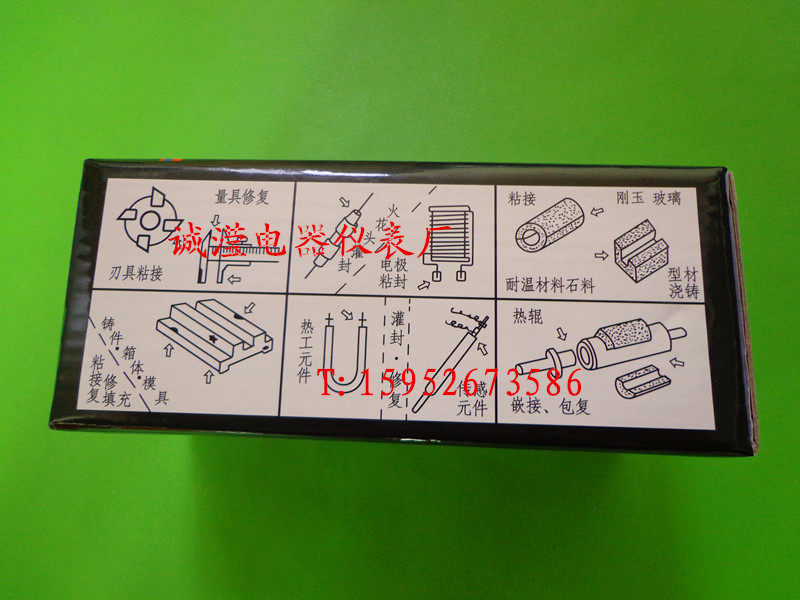 量具修复
刃具粘接
火花头灌封
电极粘封
粘接
刚玉 玻璃
耐温材料石料
型材浇铸
诚滢电器仪表厂
铸件·箱体·模具
粘接修复填充
热工元件
灌封·修复
传感元件
热辊
嵌接、包复
T: 15952673586